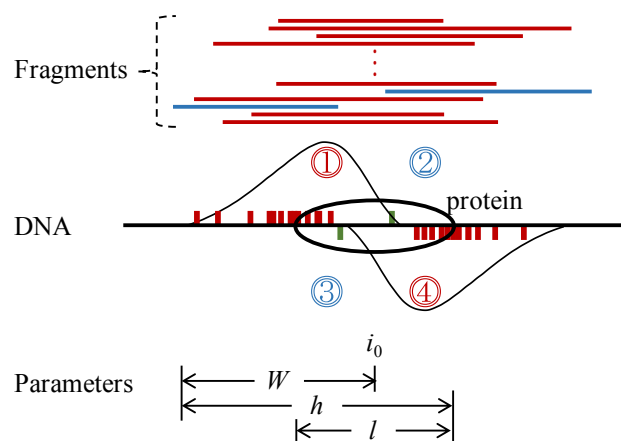 Fragments
① ②
protein
DNA
③ ④
i₀
Parameters
W
h
l